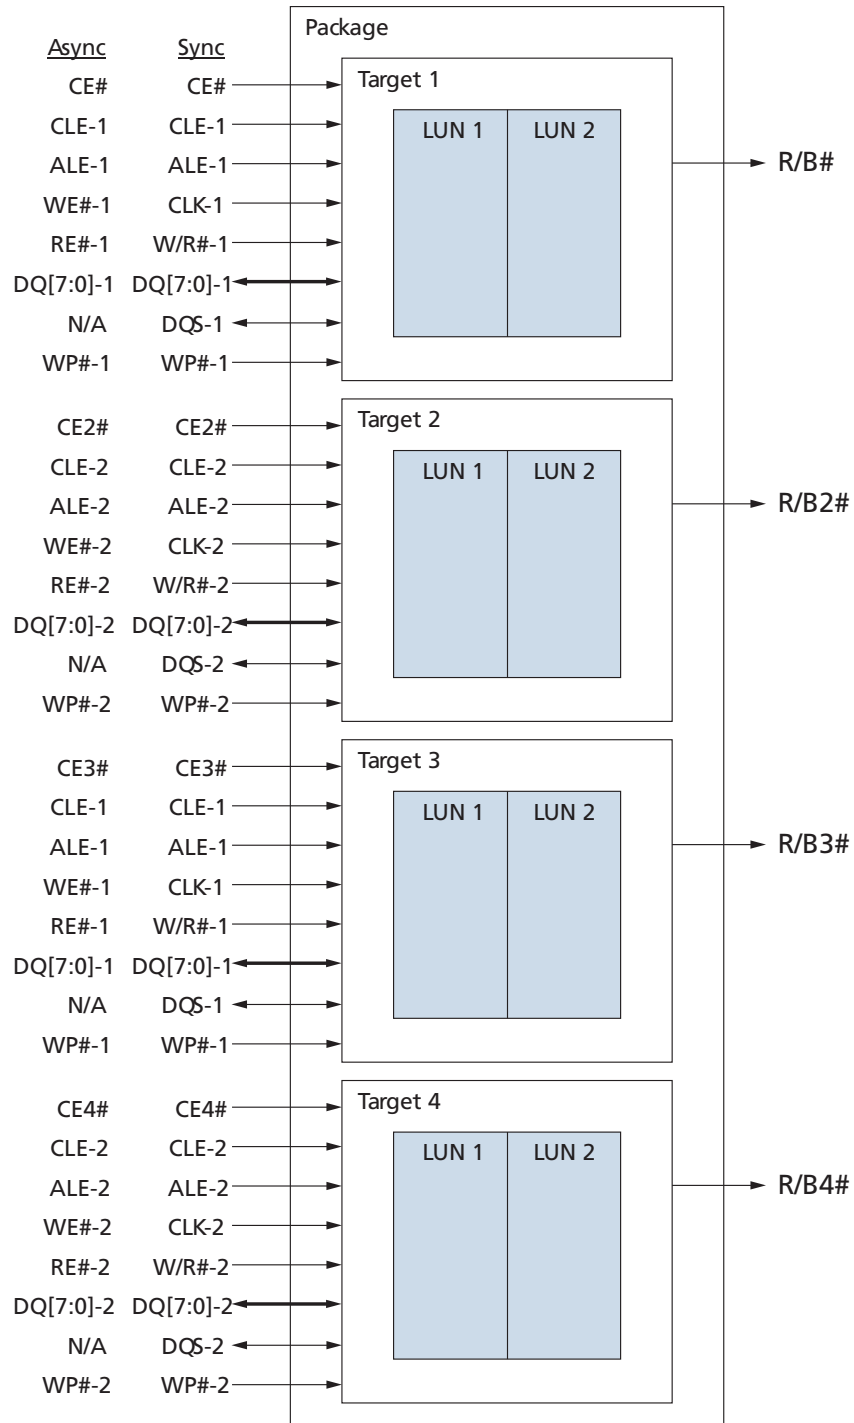 Package
Async Sync
CE# CE# Target 1
CLE-1 CLE-1 LUN 1 LUN 2
ALE-1 ALE-1 R/B#
WE#-1 CLK-1
RE#-1 W/R#-1
DQ[7:0]-1 DQ[7:0]-1
N/A DQS-1
WP#-1 WP#-1
CE2# CE2# Target 2
CLE-2 CLE-2 LUN 1 LUN 2
ALE-2 ALE-2 R/B2#
WE#-2 CLK-2
RE#-2 W/R#-2
DQ[7:0]-2 DQ[7:0]-2
N/A DQS-2
WP#-2 WP#-2
CE3# CE3# Target 3
CLE-1 CLE-1 LUN 1 LUN 2
ALE-1 ALE-1 R/B3#
WE#-1 CLK-1
RE#-1 W/R#-1
DQ[7:0]-1 DQ[7:0]-1
N/A DQS-1
WP#-1 WP#-1
CE4# CE4# Target 4
CLE-2 CLE-2 LUN 1 LUN 2
ALE-2 ALE-2 R/B4#
WE#-2 CLK-2
RE#-2 W/R#-2
DQ[7:0]-2 DQ[7:0]-2
N/A DQS-2
WP#-2 WP#-2